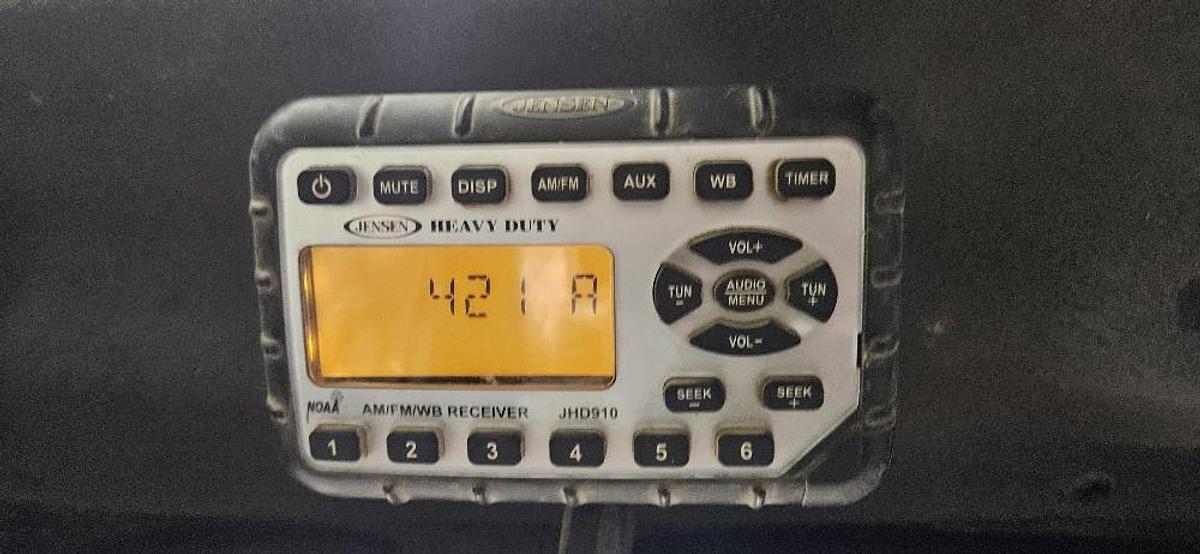 JENSEN
MUTE DISP AM/FM AUX WB TIMER
JENSEN HEAVY DUTY
421 A
VOL+
TUN - AUDIO MENU TUN +
VOL-
SEEK - SEEK +
NOAA AM/FM/WB RECEIVER JHD910
1 2 3 4 5 6